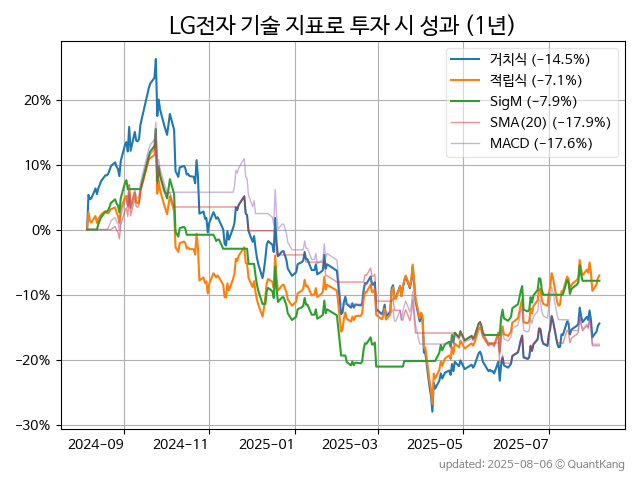 LG전자 기술 지표로 투자 시 성과 (1년)
거치식 (−14.5%)
적립식 (−7.1%)
SigM (−7.9%)
SMA(20) (−17.9%)
MACD (−17.6%)
20%
10%
0%
−10%
−20%
−30%
2024-09 2024-11 2025-01 2025-03 2025-05 2025-07
updated: 2025-08-06 © QuantKang